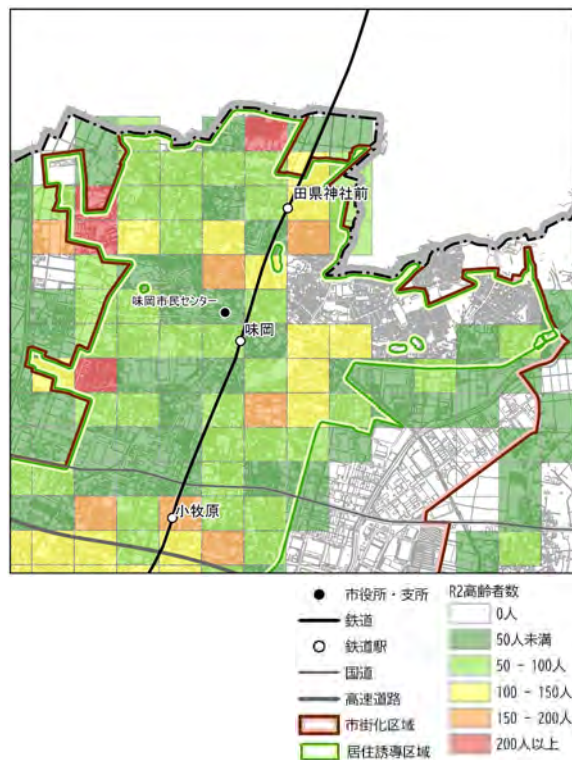 田県神社前
味岡市民センター
味岡
小牧原
市役所・支所
鉄道
鉄道駅
国道
高速道路
市街化区域
居住誘導区域
R2高齢者数
0人
50人未満
50 - 100人
100 - 150人
150 - 200人
200人以上